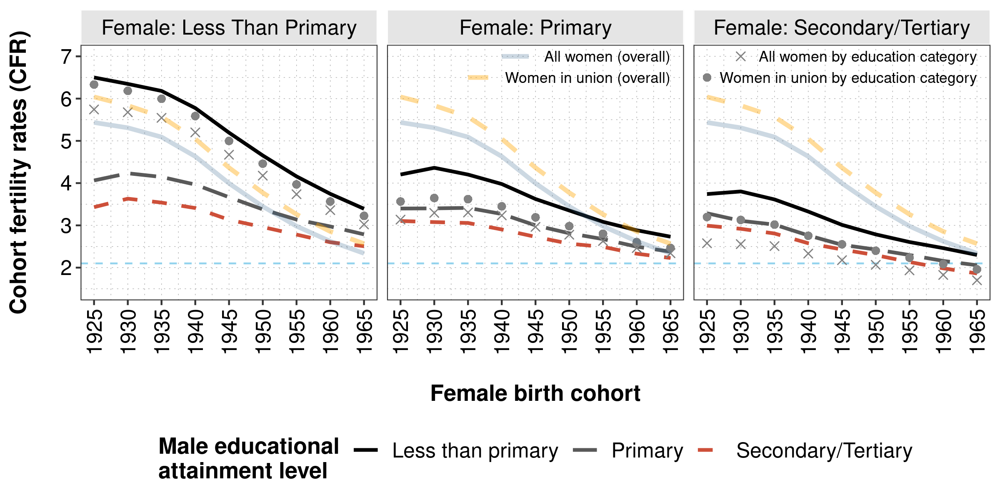 Female: Less Than Primary
Female: Primary
Female: Secondary/Tertiary
Cohort fertility rates (CFR)
7
6
5
4
3
2
All women (overall)
Women in union (overall)
All women by education category
Women in union by education category
1925
1930
1935
1940
1945
1950
1955
1960
1965
1925
1930
1935
1940
1945
1950
1955
1960
1965
1925
1930
1935
1940
1945
1950
1955
1960
1965
Female birth cohort
Male educational
attainment level
Less than primary
Primary
Secondary/Tertiary